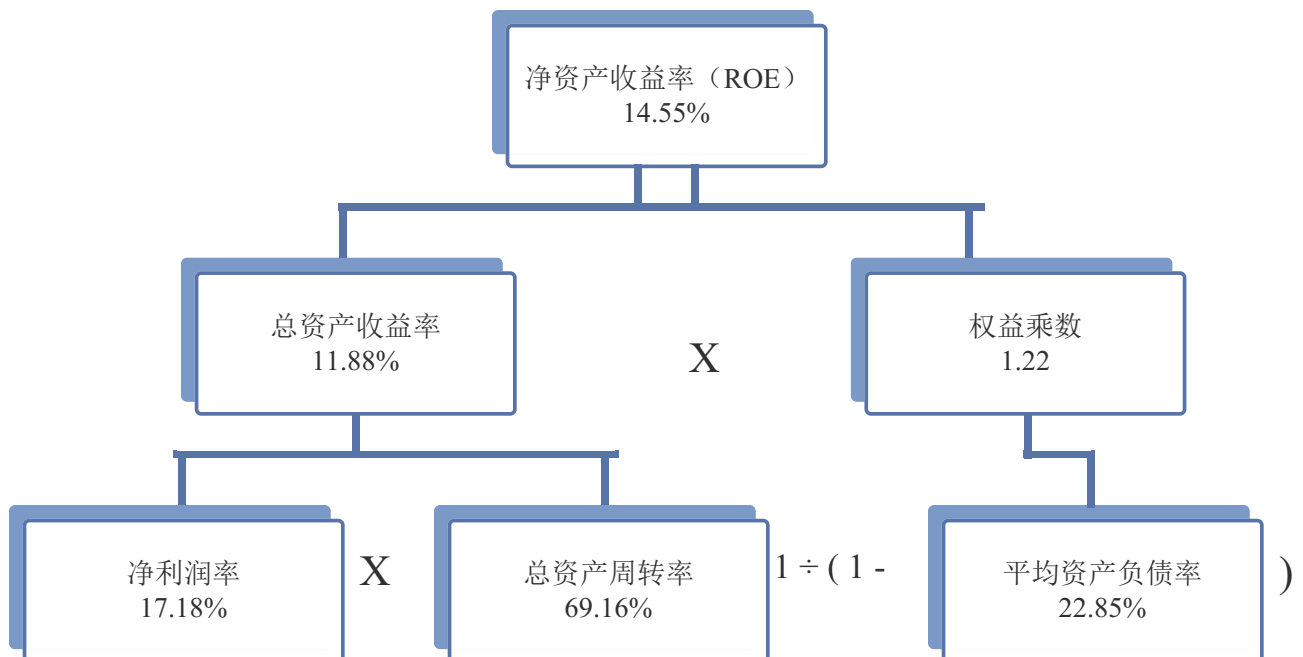 净资产收益率（ROE）
14.55%
总资产收益率
11.88%
X
权益乘数
1.22
净利润率
17.18%
X
总资产周转率
69.16%
1 ÷ ( 1 -
平均资产负债率
22.85%
)